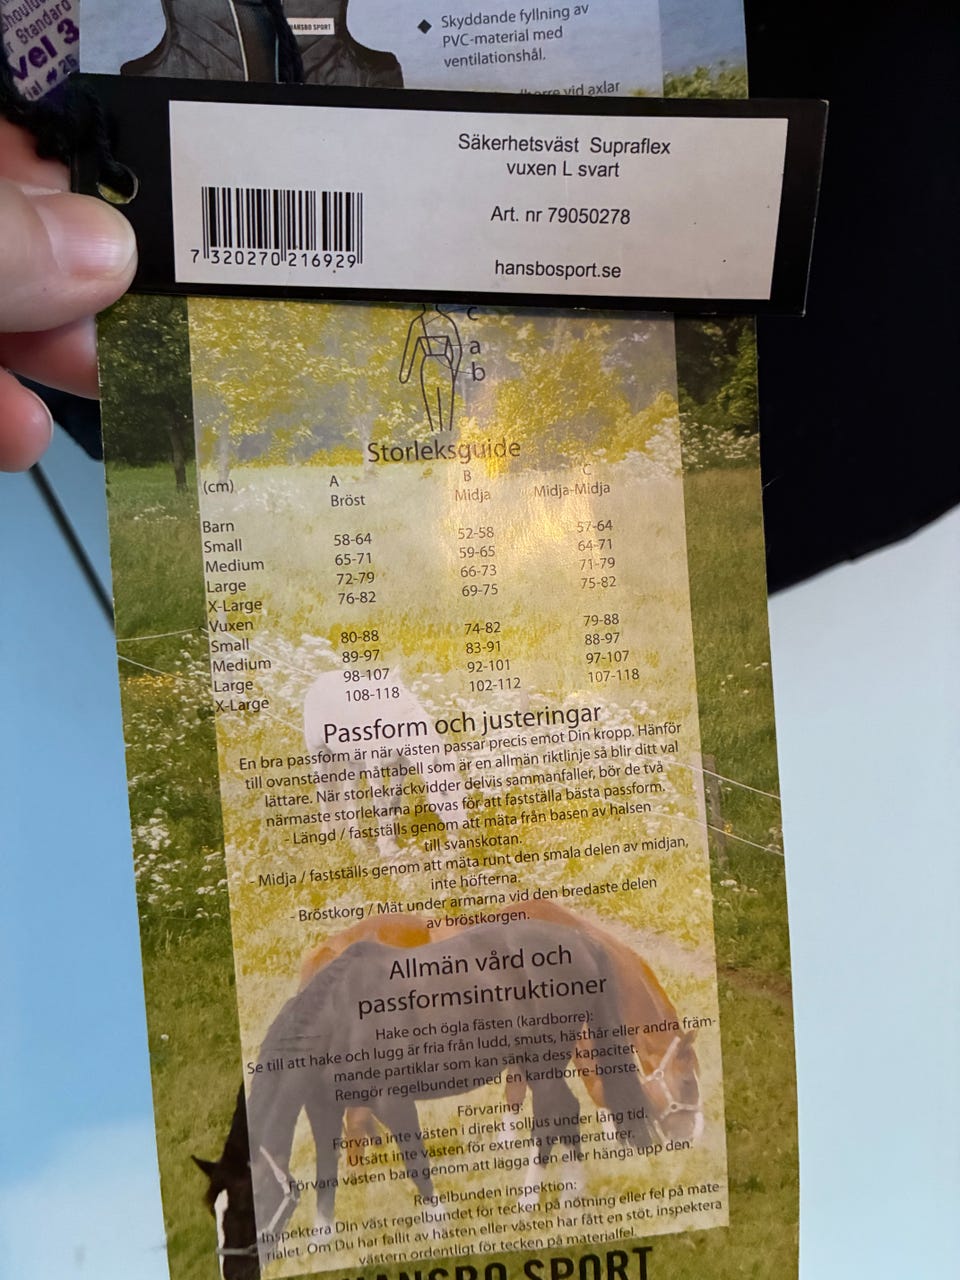 Standard
vel 3
HANSBO SPORT
◆ Skyddande fyllning av
PVC-material med
ventilationshål.
vid axlar
Säkerhetsväst Supraflex
vuxen L svart
Art. nr 79050278
hansbosport.se
7 320270 216929
c
a
b
Storleksguide
(cm) A B C
Bröst Midja Midja-Midja
Barn
Small 58-64 52-58 57-64
Medium 65-71 59-65 64-71
Large 72-79 66-73 71-79
X-Large 76-82 69-75 75-82
Vuxen
Small 80-88 74-82 79-88
Medium 89-97 83-91 88-97
Large 98-107 92-101 97-107
X-Large 108-118 102-112 107-118
Passform och justeringar
En bra passform är när västen passar precis emot Din kropp. Hänför
till ovanstående måttabell som är en allmän riktlinje så blir ditt val
lättare. När storlekräckvidder delvis sammanfaller, bör de två
närmaste storlekarna provas för att fastställa bästa passform.
- Längd / fastställs genom att mäta från basen av halsen
till svanskotan.
- Midja / fastställs genom att mäta runt den smala delen av midjan,
inte höfterna.
- Bröstkorg / Mät under armarna vid den bredaste delen
av bröstkorgen.
Allmän vård och
passformsintruktioner
Hake och ögla fästen (kardborre):
Se till att hake och lugg är fria från ludd, smuts, hästhår eller andra främ-
mande partiklar som kan sänka dess kapacitet.
Rengör regelbundet med en kardborre-borste.
Förvaring:
Förvara inte västen i direkt solljus under lång tid.
Utsätt inte västen för extrema temperaturer.
Förvara västen bara genom att lägga den eller hänga upp den.
Regelbunden inspektion:
Inspektera Din väst regelbundet för tecken på nötning eller fel på mate-
rialet. Om Du har fallit av hästen eller västen har fått en stöt, inspektera
västern ordentligt för tecken på materialfel.
HANSBO SPORT